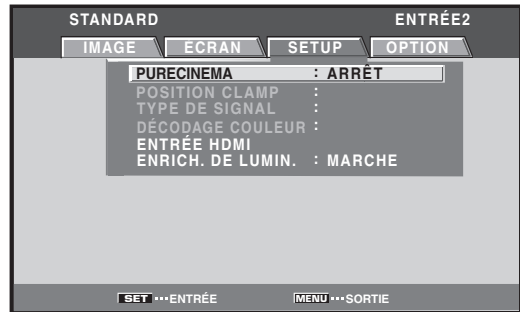 STANDARD ENTRÉE2
IMAGE ECRAN SETUP OPTION
PURECINEMA : ARRÊT
POSITION CLAMP :
TYPE DE SIGNAL :
DÉCODAGE COULEUR :
ENTRÉE HDMI
ENRICH. DE LUMIN. : MARCHE
SET ···ENTRÉE MENU ···SORTIE